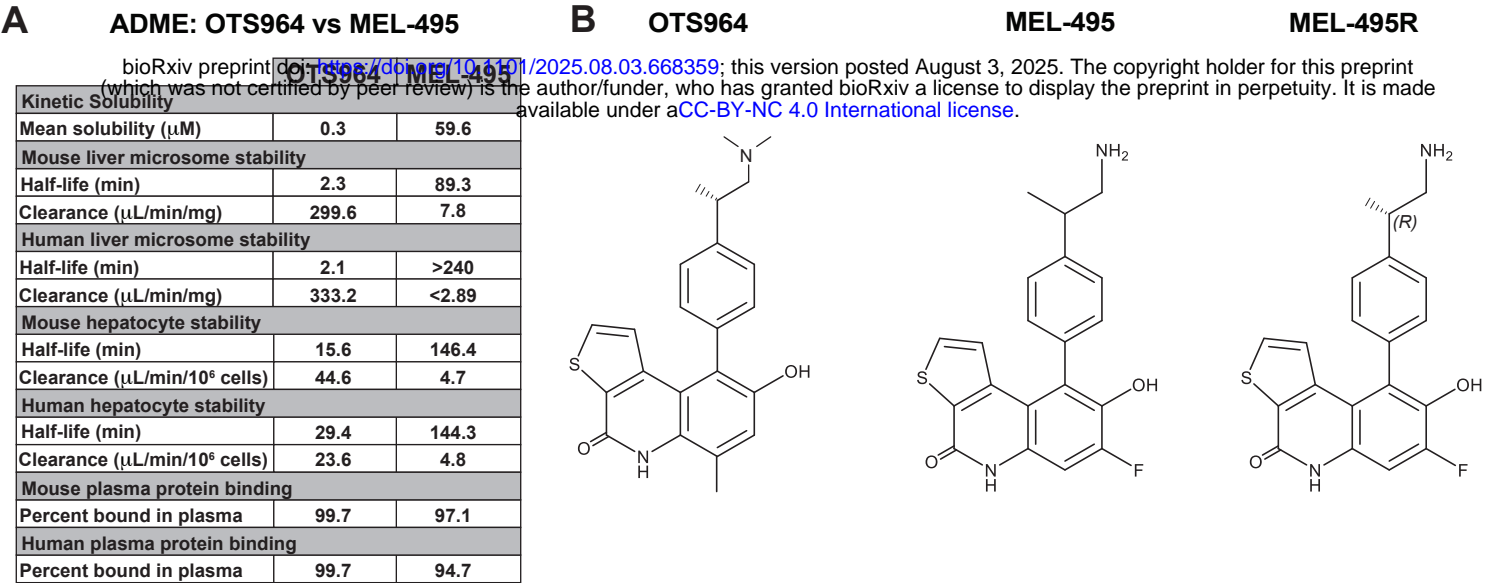 A
ADME: OTS964 vs MEL-495
B
OTS964
MEL-495
MEL-495R
bioRxiv preprint doi: https://doi.org/10.1101/2025.08.03.668359; this version posted August 3, 2025. The copyright holder for this preprint
(which was not certified by peer review) is the author/funder, who has granted bioRxiv a license to display the preprint in perpetuity. It is made
available under aCC-BY-NC 4.0 International license.
OTS964 MEL-495
Kinetic Solubility
Mean solubility (μM) 0.3 59.6
Mouse liver microsome stability
Half-life (min) 2.3 89.3
Clearance (μL/min/mg) 299.6 7.8
Human liver microsome stability
Half-life (min) 2.1 >240
Clearance (μL/min/mg) 333.2 <2.89
Mouse hepatocyte stability
Half-life (min) 15.6 146.4
Clearance (μL/min/10⁶ cells) 44.6 4.7
Human hepatocyte stability
Half-life (min) 29.4 144.3
Clearance (μL/min/10⁶ cells) 23.6 4.8
Mouse plasma protein binding
Percent bound in plasma 99.7 97.1
Human plasma protein binding
Percent bound in plasma 99.7 94.7
N
S
OH
O
N
H
NH₂
S
OH
O
N
H
F
NH₂
(R)
S
OH
O
N
H
F